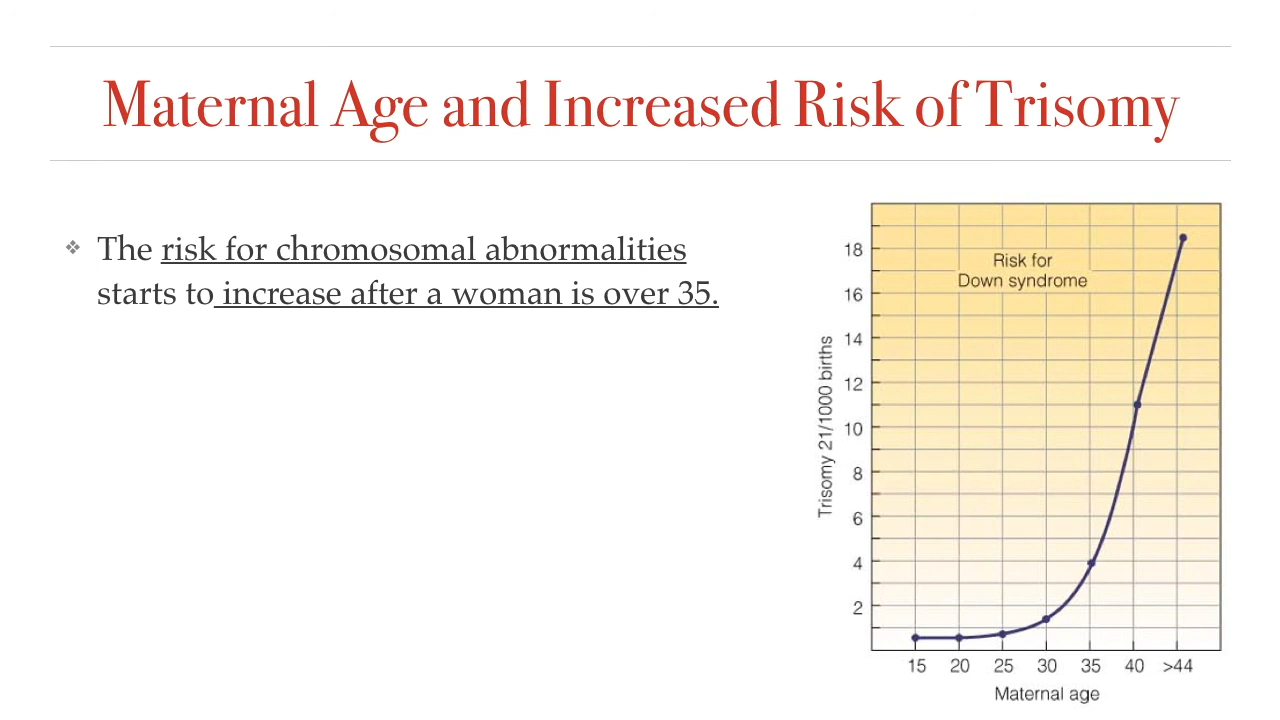 Maternal Age and Increased Risk of Trisomy
❖ The risk for chromosomal abnormalities
starts to increase after a woman is over 35.
Risk for
Down syndrome
Trisomy 21/1000 births
18
16
14
12
10
8
6
4
2
15 20 25 30 35 40 >44
Maternal age